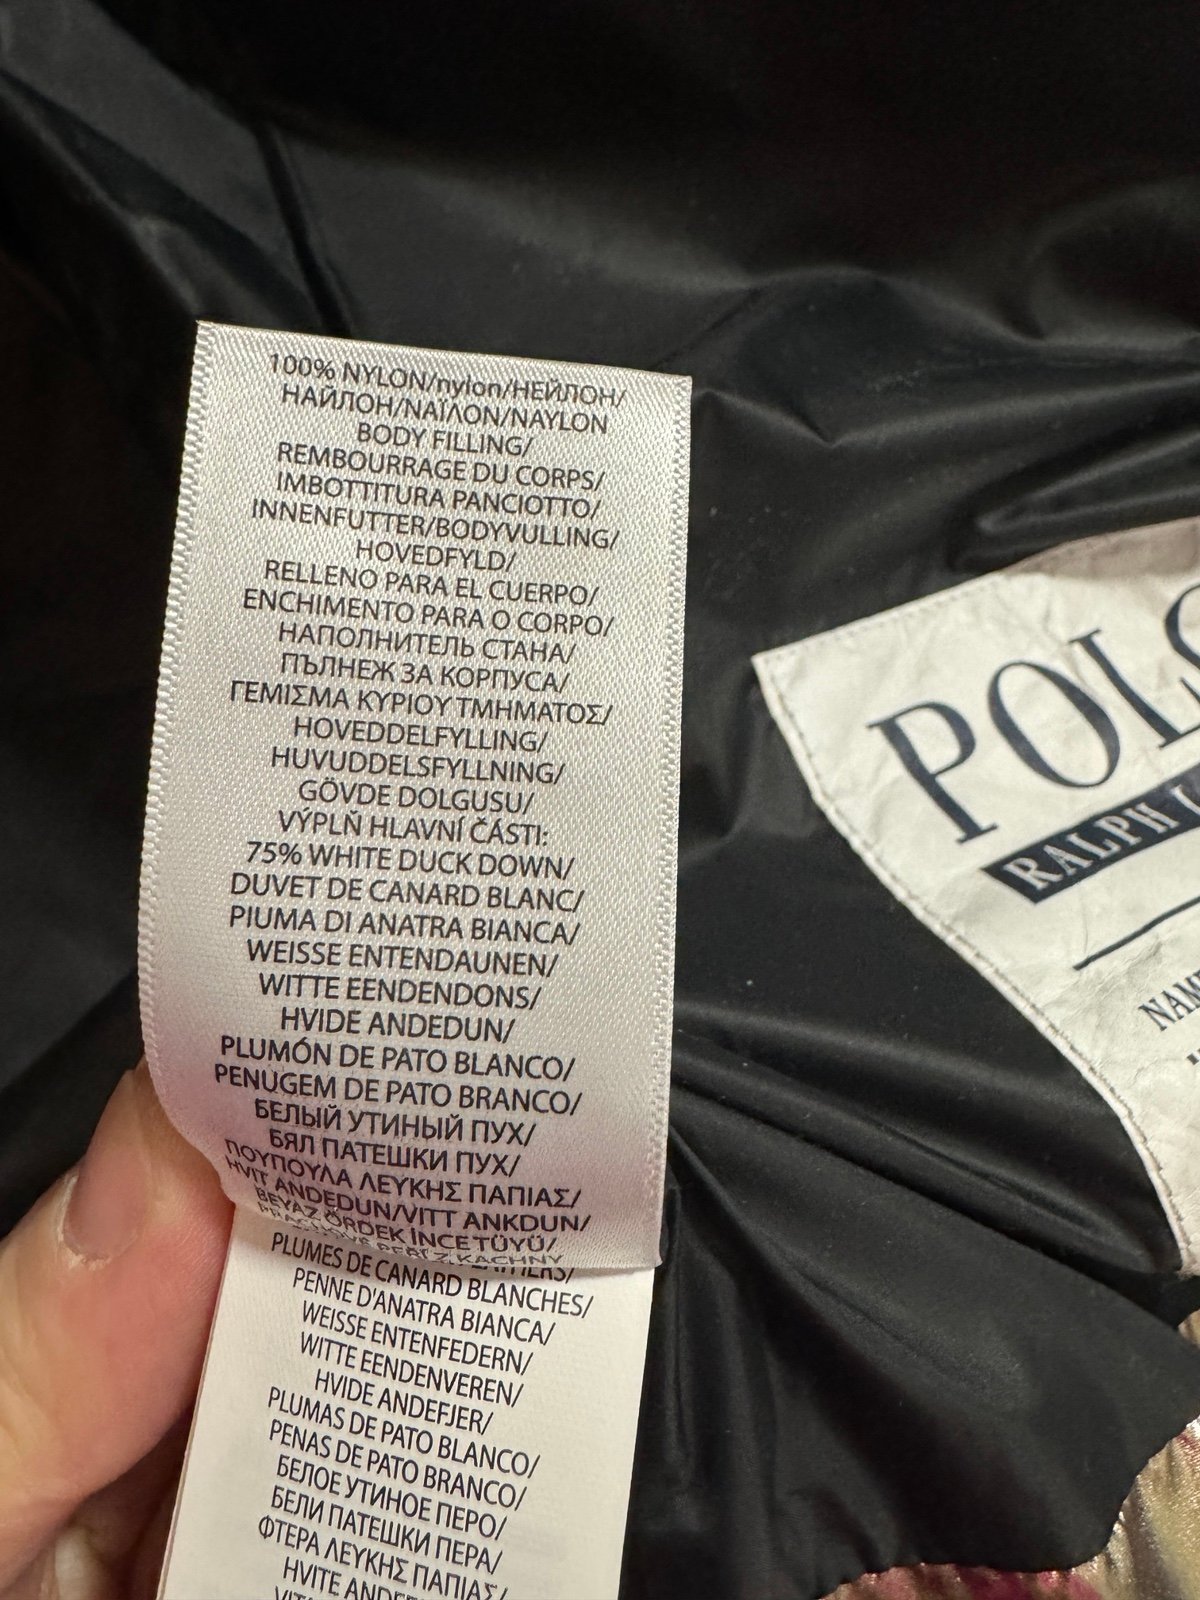 100% NYLON/nylon/НЕЙЛОН/
НАЙЛОН/ΝΑΪΛΟΝ/NAYLON
BODY FILLING/
REMBOURRAGE DU CORPS/
IMBOTTITURA PANCIOTTO/
INNENFUTTER/BODYVULLING/
HOVEDFYLD/
RELLENO PARA EL CUERPO/
ENCHIMENTO PARA O CORPO/
НАПОЛНИТЕЛЬ СТАНА/
ПЪЛНЕЖ ЗА КОРПУСА/
ΓΕΜΙΣΜΑ ΚΥΡΙΟΥ ΤΜΗΜΑΤΟΣ/
HOVEDDELFYLLING/
HUVUDDELSFYLLNING/
GÖVDE DOLGUSU/
VÝPLŇ HLAVNÍ ČÁSTI:
75% WHITE DUCK DOWN/
DUVET DE CANARD BLANC/
PIUMA DI ANATRA BIANCA/
WEISSE ENTENDAUNEN/
WITTE EENDENDONS/
HVIDE ANDEDUN/
PLUMÓN DE PATO BLANCO/
PENUGEM DE PATO BRANCO/
БЕЛЫЙ УТИНЫЙ ПУХ/
БЯЛ ПАТЕШКИ ПУХ/
ΠΟΥΠΟΥΛΑ ΛΕΥΚΗΣ ΠΑΠΙΑΣ/
HVIT ANDEDUN/VITT ANKDUN/
BEYAZ ÖRDEK İNCE TÜYÜ/
KACHNY
PLUMES DE CANARD BLANCHES/
PENNE D'ANATRA BIANCA/
WEISSE ENTENFEDERN/
WITTE EENDENVEREN/
HVIDE ANDEFJER/
PLUMAS DE PATO BLANCO/
PENAS DE PATO BRANCO/
БЕЛОЕ УТИНОЕ ПЕРО/
БЕЛИ ПАТЕШКИ ПЕРА/
ΦΤΕΡΑ ΛΕΥΚΗΣ ΠΑΠΙΑΣ/
HVITE
POLO
RALPH